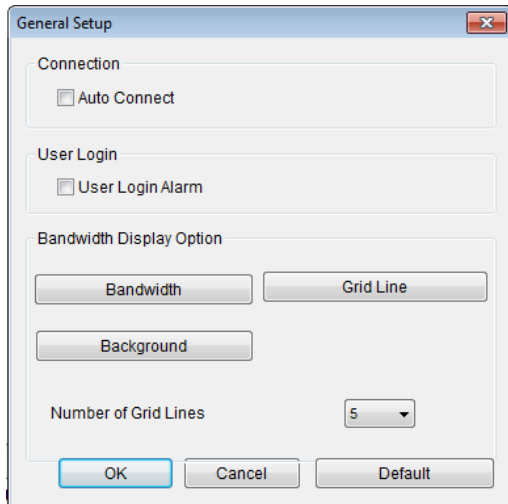 General Setup
Connection
Auto Connect
User Login
User Login Alarm
Bandwidth Display Option
Bandwidth
Grid Line
Background
Number of Grid Lines
5
OK
Cancel
Default